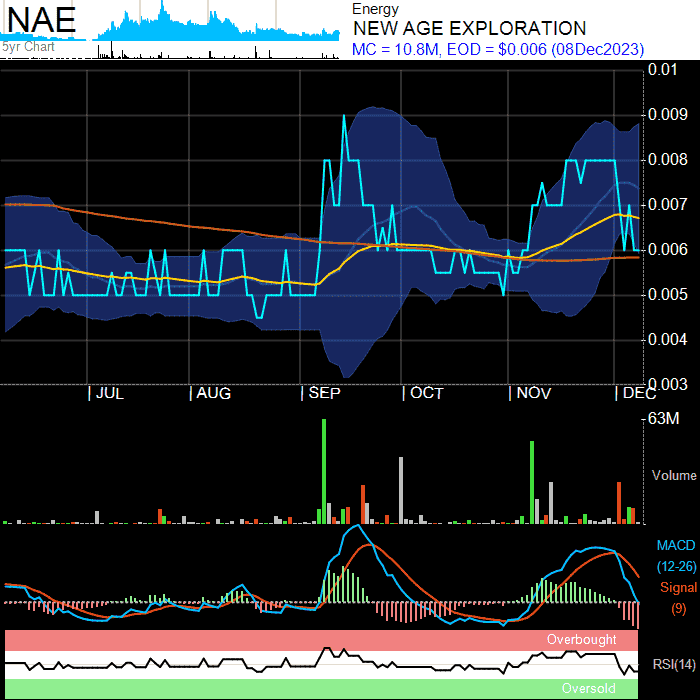 NAE
5yr Chart
Energy
NEW AGE EXPLORATION
MC = 10.8M, EOD = $0.006 (08Dec2023)
0.01
0.009
0.008
0.007
0.006
0.005
0.004
0.003
JUL
AUG
SEP
OCT
NOV
DEC
63M
Volume
MACD
(12-26)
Signal
(9)
Overbought
RSI(14)
Oversold